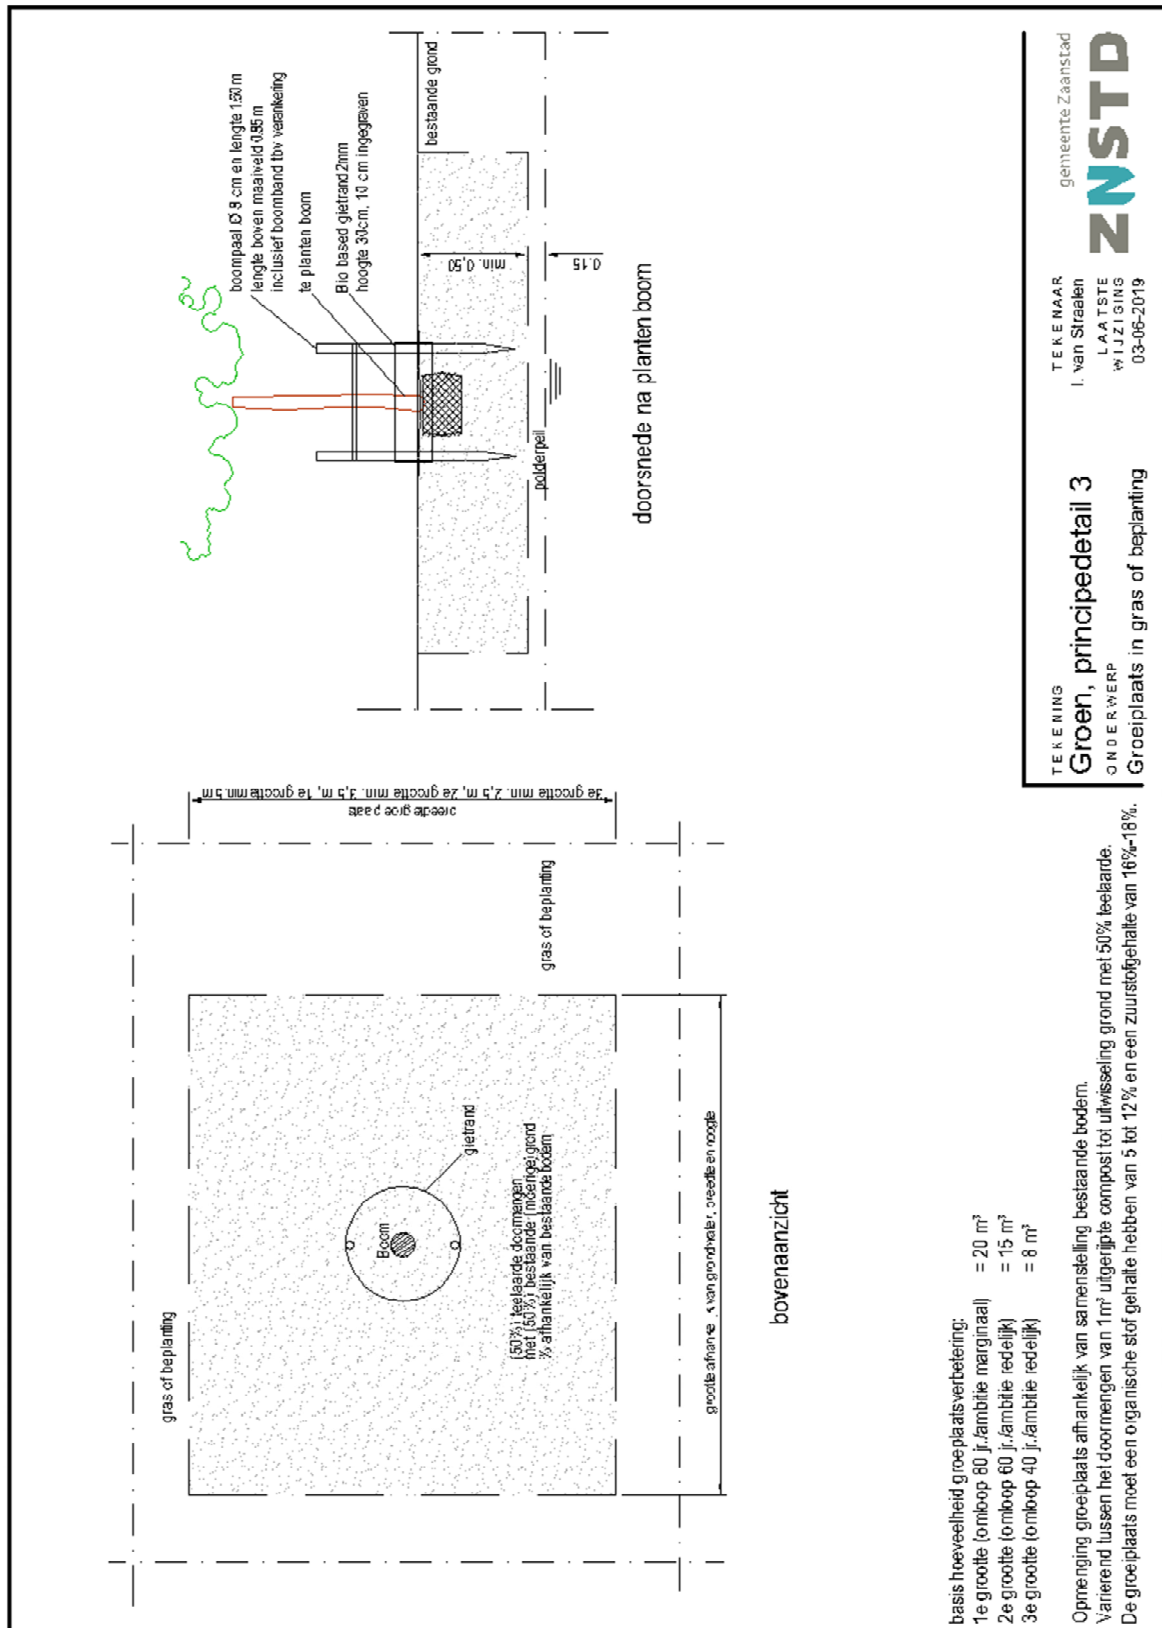 gras of beplanting
gras of beplanting
Boom
gietrand
(50%) teelaarde doormengen
met (50%) bestaande (moerige) grond
% afhankelijk van bestaande bodem
van grondwater, breedte en hoogte
breedte groeiplaats
3e grootte min. 2,5 m, 2e grootte min. 3,5 m, 1e grootte min 5 m
bovenaanzicht
boompaal Ø 8 cm en lengte 1.50 m
lengte boven maaiveld 0.85 m
inclusief boomband tbv verankering
te planten boom
Bio based gietrand 2mm
hoogte 30cm, 10 cm ingegraven
bestaande grond
min. 0,50
0.15
polderpeil
doorsnede na planten boom
basis hoeveelheid groeplaatsverbetering:
1e grootte (omloop 80 jr./ambitie marginaal) = 20 m³
2e grootte (omloop 60 jr./ambitie redelijk) = 15 m³
3e grootte (omloop 40 jr./ambitie redelijk) = 8 m³
Opmenging groeiplaats afhankelijk van samenstelling bestaande bodem.
Varierend tussen het doormengen van 1m³ uitgerijpte compost tot uitwisseling grond met 50% teelaarde.
De groeiplaats moet een organische stof gehalte hebben van 5 tot 12% en een zuurstofgehalte van 16%-18%.
TEKENING
Groen, principedetail 3
ONDERWERP
Groeiplaats in gras of beplanting
TEKENAAR
I. van Straalen
LAATSTE
WIJZIGING
03-06-2019
gemeente Zaanstad
ZNSTD